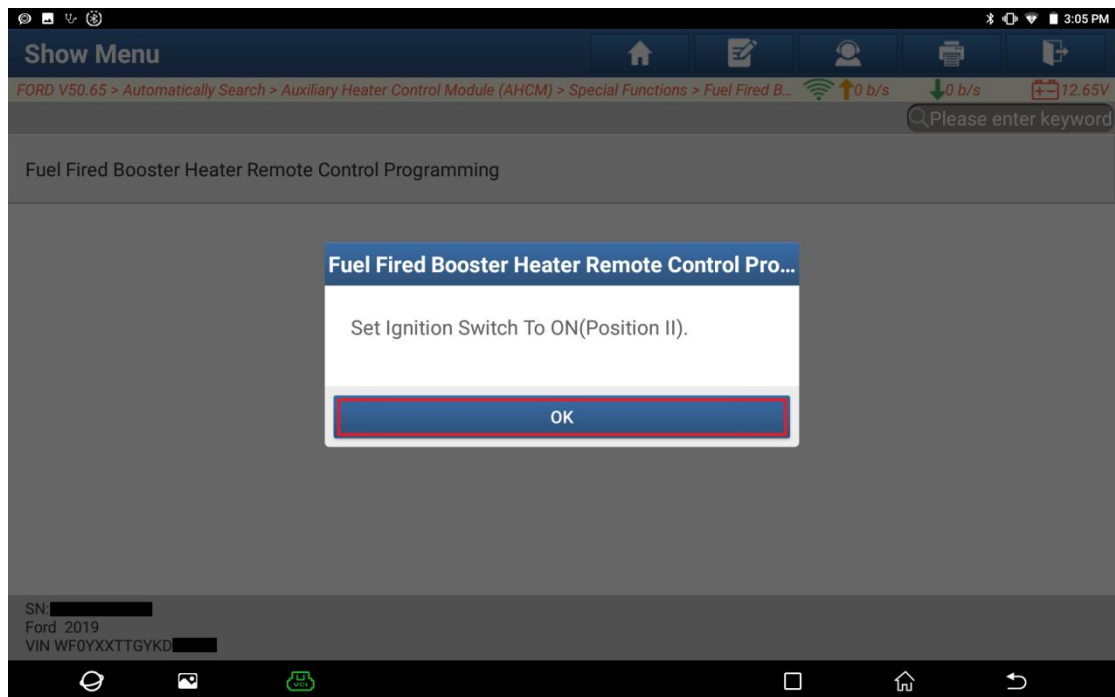 3:05 PM
Show Menu
FORD V50.65 > Automatically Search > Auxiliary Heater Control Module (AHCM) > Special Functions > Fuel Fired B... 0 b/s 0 b/s 12.65V
Please enter keyword
Fuel Fired Booster Heater Remote Control Programming
Fuel Fired Booster Heater Remote Control Pro...
Set Ignition Switch To ON(Position II).
OK
SN:
Ford 2019
VIN WF0YXXTTGYKD
VCI